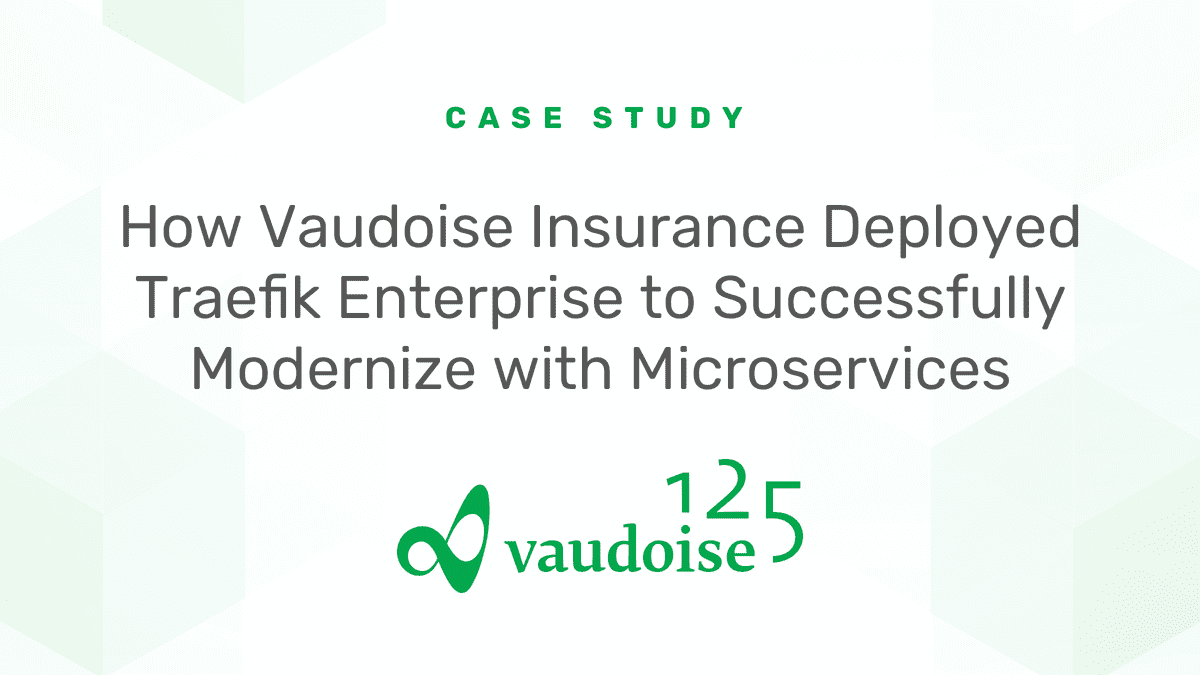 CASE STUDY
How Vaudoise Insurance Deployed
Traefik Enterprise to Successfully
Modernize with Microservices
vaudoise 125